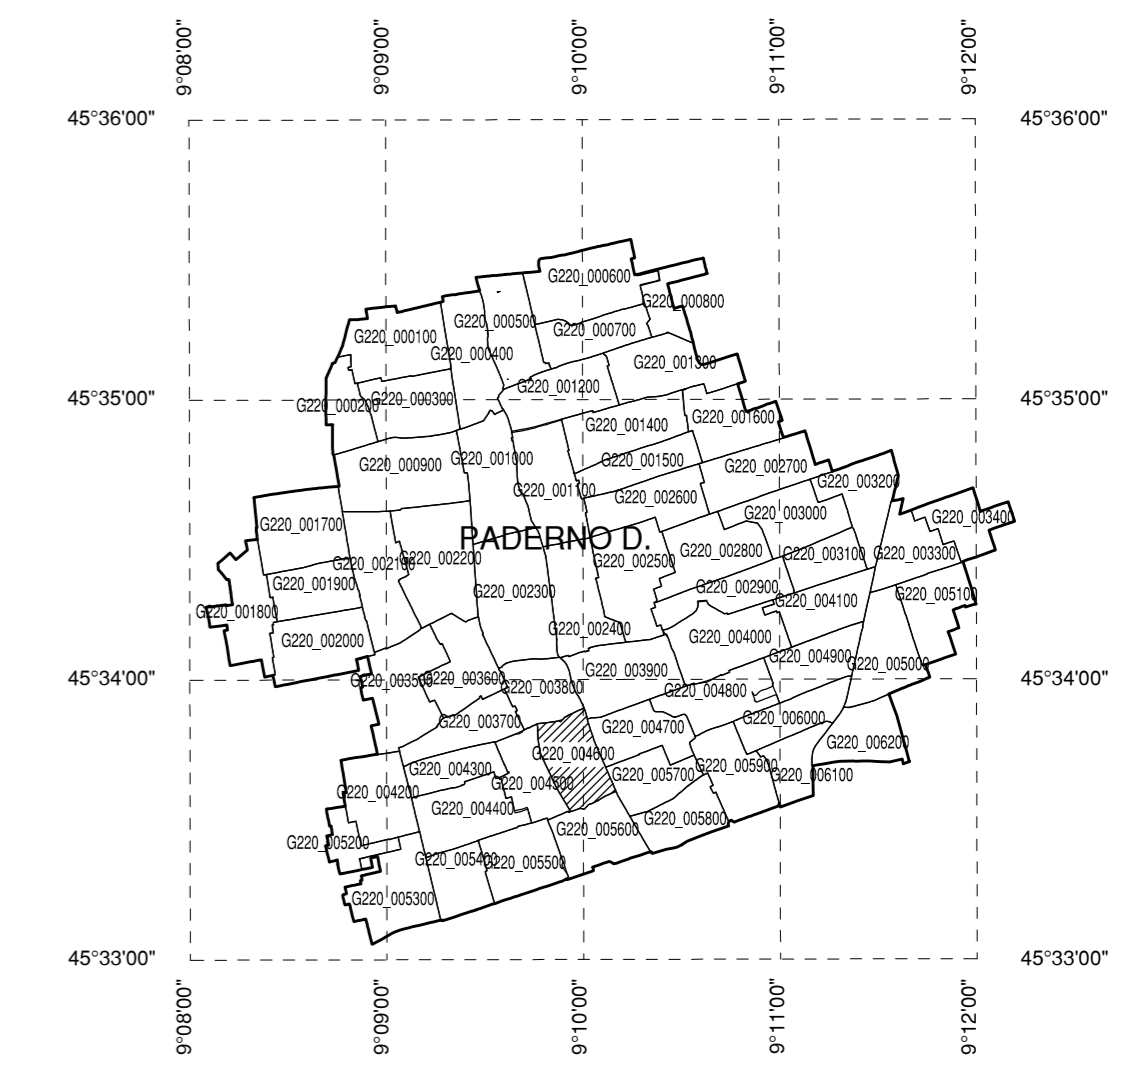 9°08'00"
9°09'00"
9°10'00"
9°11'00"
9°12'00"
45°36'00"
45°36'00"
G220_000600
G220_000800
G220_000500
G220_000700
G220_000100
G220_000400
G220_001300
G220_001200
45°35'00"
G220_000200
G220_000300
45°35'00"
G220_001600
G220_001400
G220_001000
G220_001500
G220_000900
G220_002700
G220_003200
G220_001100
G220_002600
G220_003000
G220_003400
G220_001700
PADERNO D.
G220_002800
G220_003100
G220_003300
G220_002100
G220_002200
G220_002500
G220_001900
G220_002900
G220_002300
G220_005100
G220_004100
G220_001800
G220_002400
G220_002000
G220_004000
G220_004900
G220_005000
45°34'00"
G220_003500
G220_003600
G220_003800
G220_003900
G220_004800
45°34'00"
G220_003700
G220_004700
G220_006000
G220_006200
G220_004600
G220_004300
G220_004500
G220_005700
G220_005900
G220_006100
G220_004200
G220_004400
G220_005800
G220_005600
G220_005200
G220_005400
G220_005500
G220_005300
45°33'00"
45°33'00"
9°08'00"
9°09'00"
9°10'00"
9°11'00"
9°12'00"